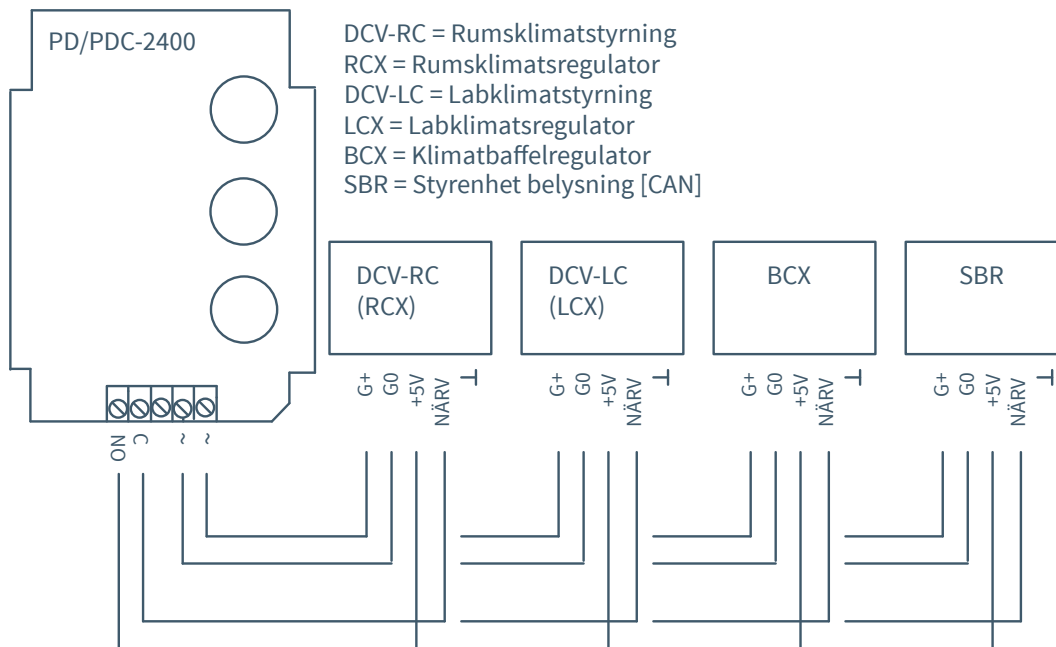 PD/PDC-2400
DCV-RC = Rumsklimatstyrning
RCX = Rumsklimatsregulator
DCV-LC = Labklimatstyrning
LCX = Labklimatsregulator
BCX = Klimatbaffelregulator
SBR = Styrenhet belysning [CAN]
DCV-RC
(RCX)
DCV-LC
(LCX)
BCX
SBR
G+
G0
+5V
NÄRV
G+
G0
+5V
NÄRV
G+
G0
+5V
NÄRV
G+
G0
+5V
NÄRV
NO
C
~
~